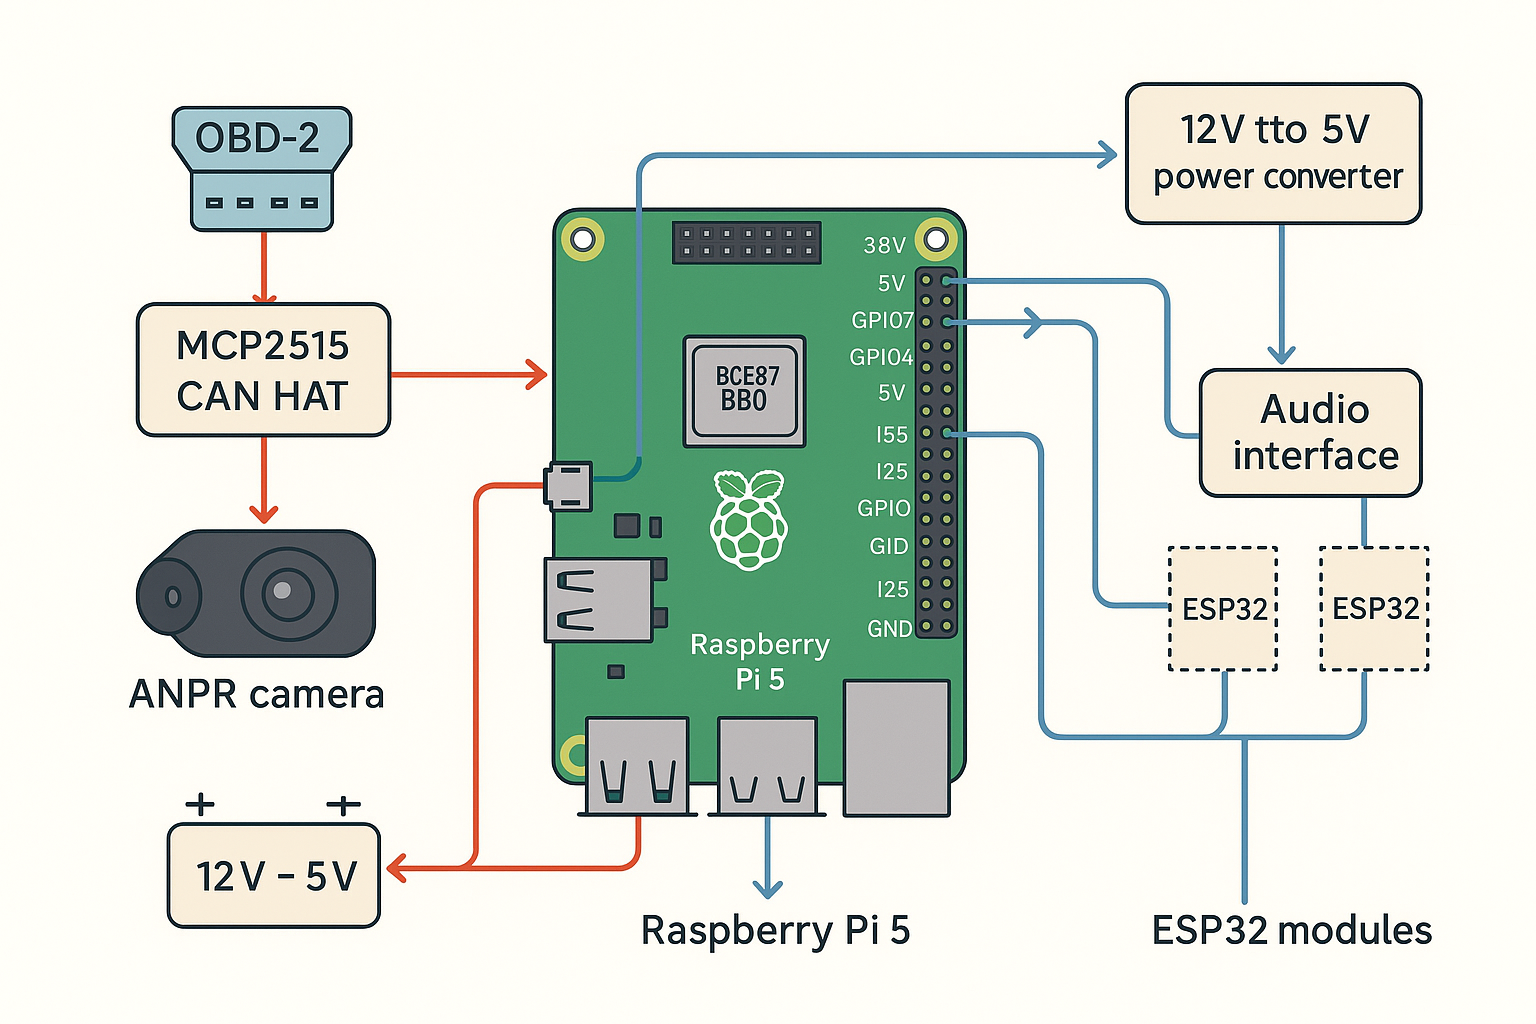 OBD-2
MCP2515
CAN HAT
ANPR camera
+ +
12V - 5V
38V
5V
GPIO7
GPIO4
5V
I55
I25
GPIO
GID
I25
GND
BCE87
BB0
Raspberry
Pi 5
Raspberry Pi 5
12V tto 5V
power converter
Audio
interface
ESP32
ESP32
ESP32 modules